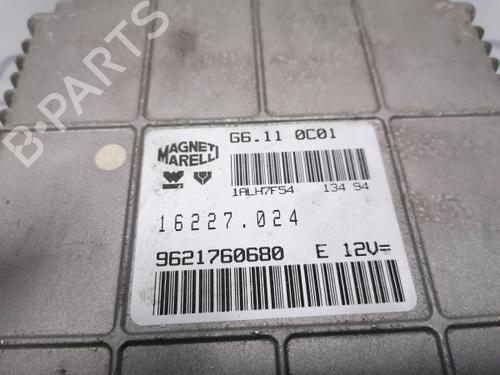 B-PARTS
MAGNETI MARELLI
G6.11 0C01
1ALH7F54 134 94
16227.024
9621760680 E 12V=